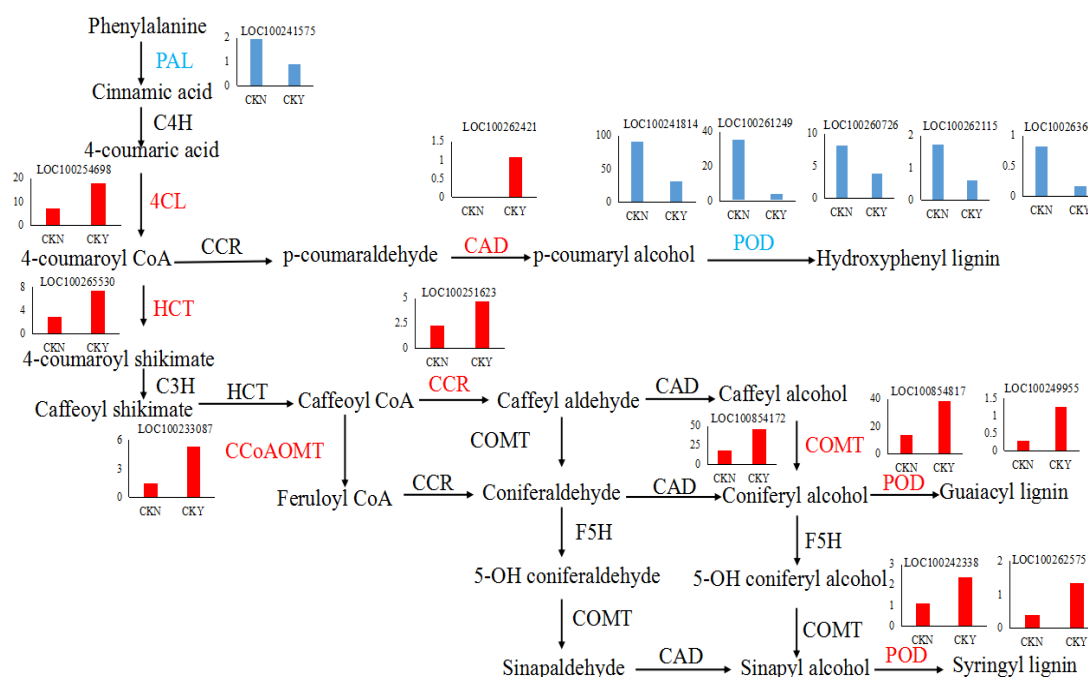 Phenylalanine
PAL
LOC100241575
2
1
0
CKN CKY
Cinnamic acid
C4H
4-coumaric acid
LOC100254698
20
10
0
CKN CKY
4CL
LOC100262421
1.5
1
0.5
0
CKN CKY
LOC100241814
100
50
0
CKN CKY
LOC100261249
40
20
0
CKN CKY
LOC100260726
10
5
0
CKN CKY
LOC100262115
2
1
0
CKN CKY
LOC1002636
1
0.5
0
CKN CKY
4-coumaroyl CoA
CCR
p-coumaraldehyde
CAD
p-coumaryl alcohol
POD
Hydroxyphenyl lignin
LOC100265530
8
4
0
CKN CKY
HCT
LOC100251623
5
2.5
0
CKN CKY
4-coumaroyl shikimate
C3H
Caffeoyl shikimate
HCT
Caffeoyl CoA
CCR
Caffeyl aldehyde
CAD
Caffeyl alcohol
LOC100233087
6
3
0
CKN CKY
CCoAOMT
COMT
LOC100854172
50
25
0
CKN CKY
COMT
LOC100854817
40
20
0
CKN CKY
LOC100249955
1.5
1
0.5
0
CKN CKY
Feruloyl CoA
CCR
Coniferaldehyde
CAD
Coniferyl alcohol
POD
Guaiacyl lignin
F5H
F5H
5-OH coniferaldehyde
5-OH coniferyl alcohol
LOC100242338
3
2
1
0
CKN CKY
LOC100262575
2
1
0
CKN CKY
COMT
COMT
Sinapaldehyde
CAD
Sinapyl alcohol
POD
Syringyl lignin